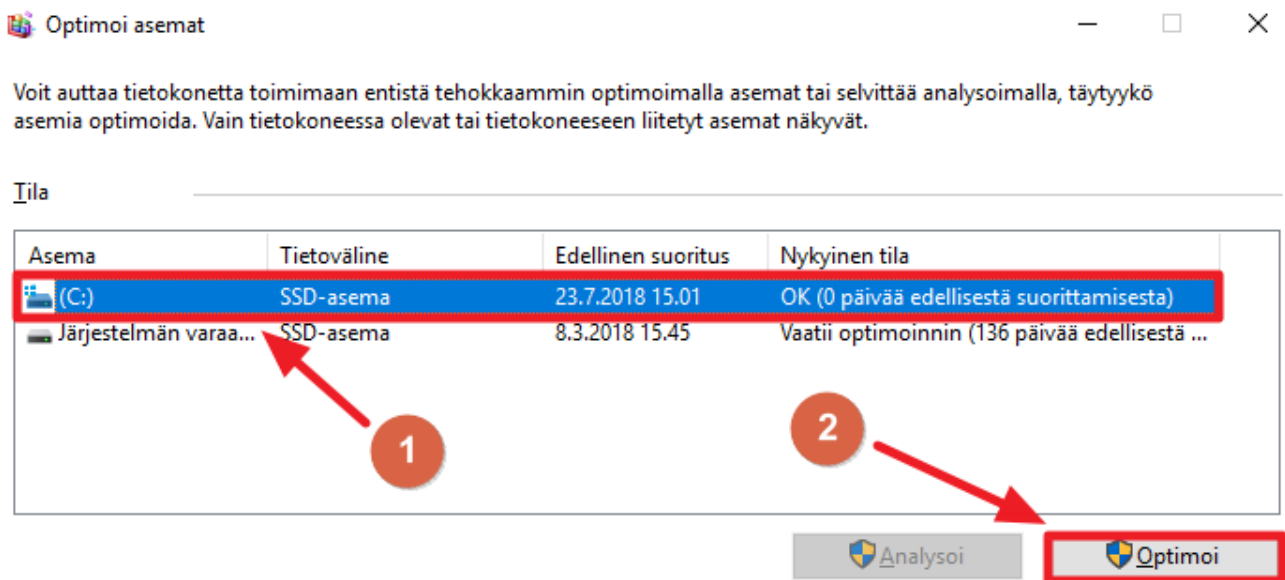 Optimoi asemat
Voit auttaa tietokonetta toimimaan entistä tehokkaammin optimoimalla asemat tai selvittää analysoimalla, täytyykö
asemia optimoida. Vain tietokoneessa olevat tai tietokoneeseen liitetyt asemat näkyvät.
Tila
Asema Tietoväline Edellinen suoritus Nykyinen tila
(C:) SSD-asema 23.7.2018 15.01 OK (0 päivää edellisestä suorittamisesta)
Järjestelmän varaa... SSD-asema 8.3.2018 15.45 Vaatii optimoinnin (136 päivää edellisestä ...
1
2
Analysoi Optimoi